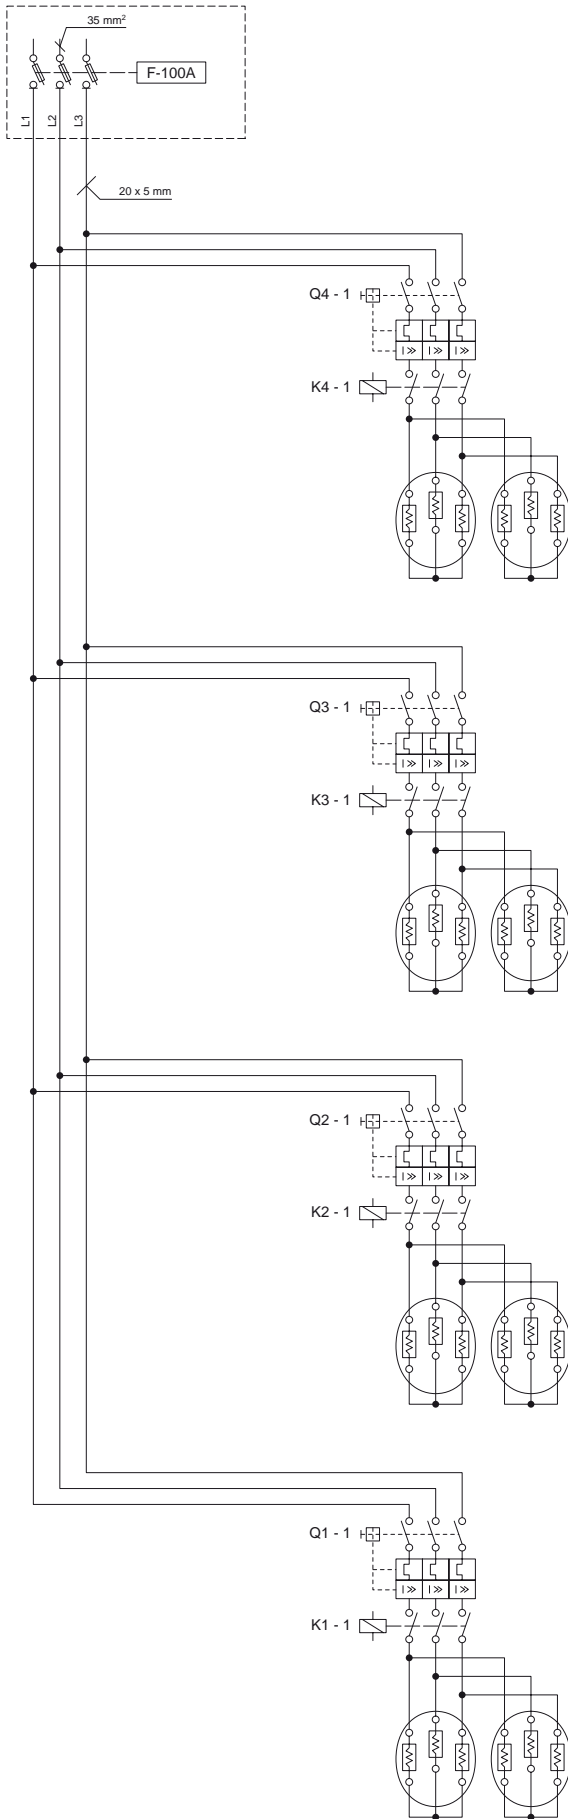 35 mm²
F-100A
L1
L2
L3
20 x 5 mm
Q4 - 1
I >> I >> I >>
K4 - 1
Q3 - 1
I >> I >> I >>
K3 - 1
Q2 - 1
I >> I >> I >>
K2 - 1
Q1 - 1
I >> I >> I >>
K1 - 1